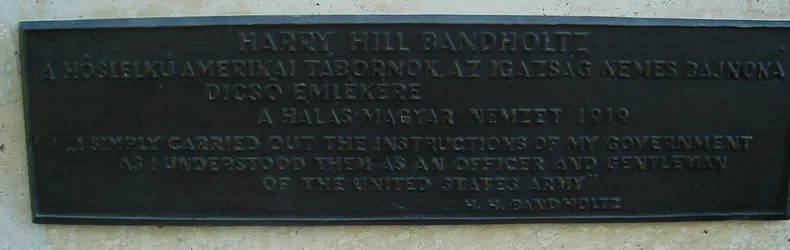 HARRY HILL BANDHOLTZ
A HŐSLELKŰ AMERIKAI TÁBORNOK, AZ IGAZSÁG NEMES BAJNOKA
DICSŐ EMLÉKÉRE
A HÁLÁS MAGYAR NEMZET 1919
„I SIMPLY CARRIED OUT THE INSTRUCTIONS OF MY GOVERNMENT
AS I UNDERSTOOD THEM AS AN OFFICER AND GENTLEMAN
OF THE UNITED STATES ARMY"
H. H. BANDHOLTZ